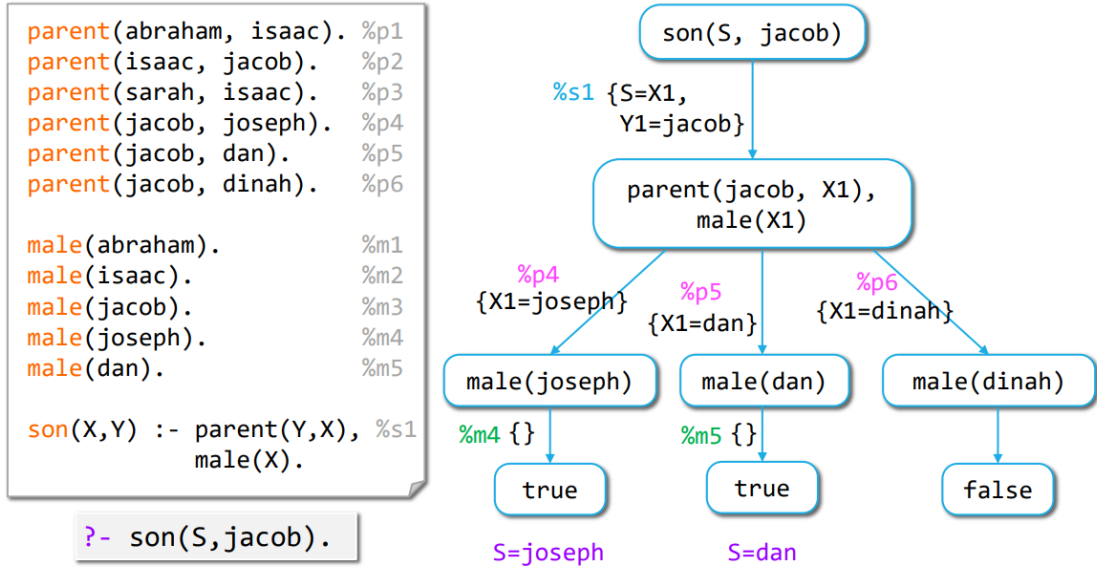 parent(abraham, isaac). %p1
parent(isaac, jacob). %p2
parent(sarah, isaac). %p3
parent(jacob, joseph). %p4
parent(jacob, dan). %p5
parent(jacob, dinah). %p6
male(abraham). %m1
male(isaac). %m2
male(jacob). %m3
male(joseph). %m4
male(dan). %m5
son(X,Y) :- parent(Y,X), %s1
male(X).
?- son(S,jacob).
son(S, jacob)
%s1 {S=X1,
Y1=jacob}
parent(jacob, X1),
male(X1)
%p4
{X1=joseph}
%p5
{X1=dan}
%p6
{X1=dinah}
male(joseph)
male(dan)
male(dinah)
%m4 {}
%m5 {}
true
true
false
S=joseph
S=dan